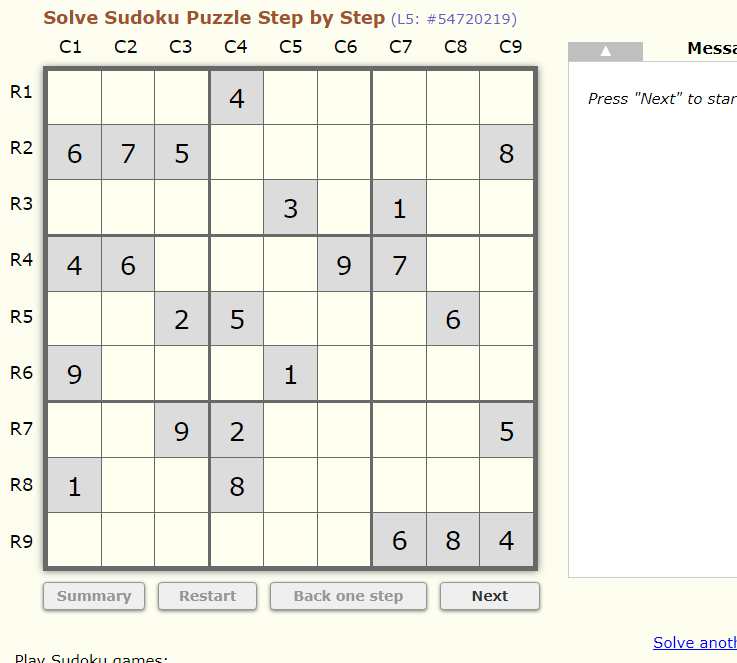 Solve Sudoku Puzzle Step by Step (L5: #54720219)
C1 C2 C3 C4 C5 C6 C7 C8 C9
▲ Messa
R1 4
Press "Next" to star
R2 6 7 5 8
R3 3 1
R4 4 6 9 7
R5 2 5 6
R6 9 1
R7 9 2 5
R8 1 8
R9 6 8 4
Summary Restart Back one step Next
Solve anoth
Play Sudoku games: